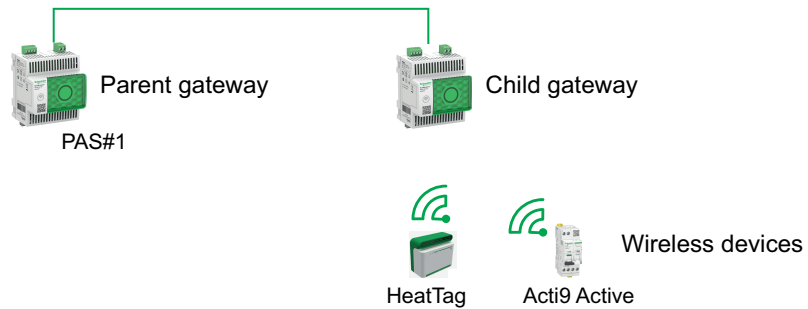 Parent gateway
Child gateway
PAS#1
Wireless devices
HeatTag
Acti9 Active